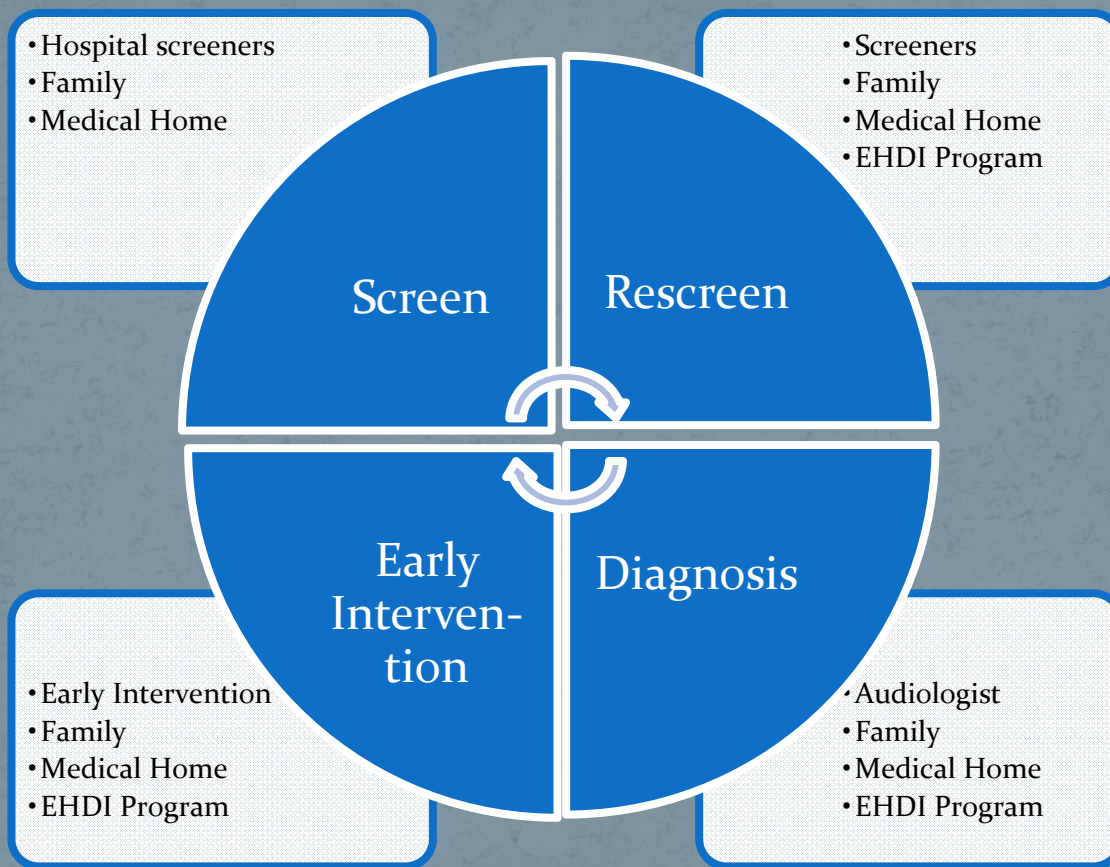 •Hospital screeners
•Family
•Medical Home
•Screeners
•Family
•Medical Home
•EHDI Program
Screen
Rescreen
Early
Interven-
tion
Diagnosis
•Early Intervention
•Family
•Medical Home
•EHDI Program
•Audiologist
•Family
•Medical Home
•EHDI Program